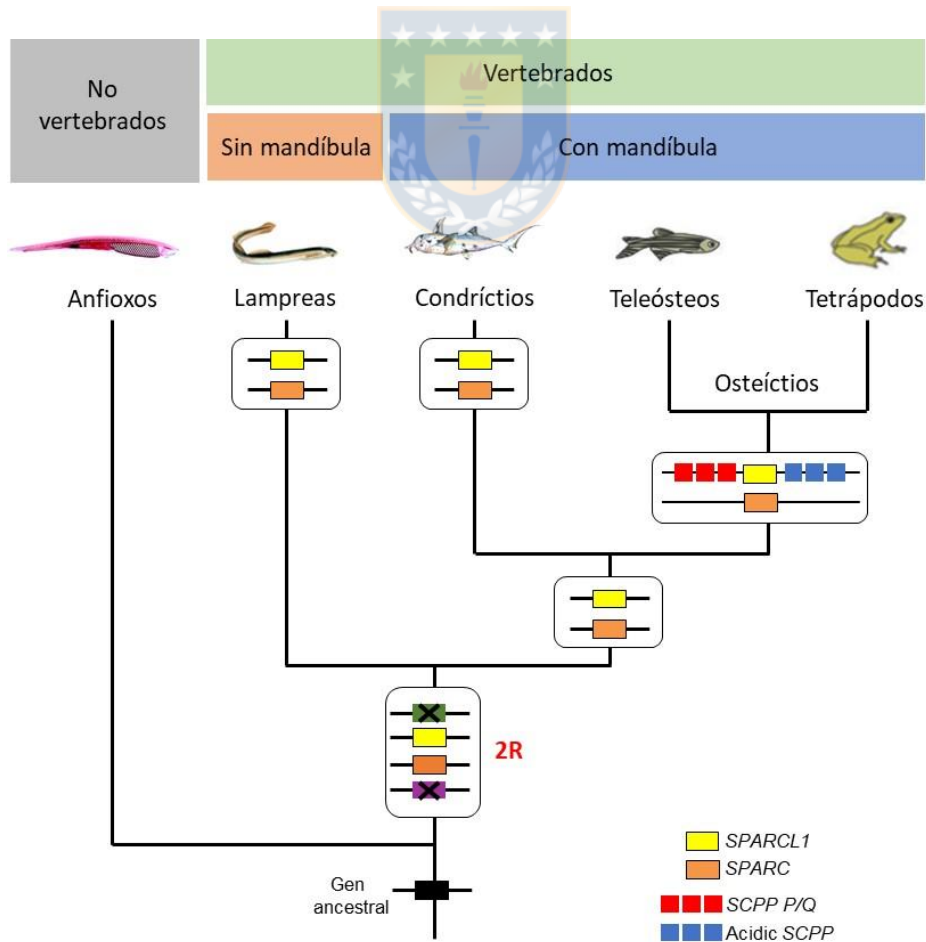 No
vertebrados
Vertebrados
Sin mandíbula
Con mandíbula
Anfioxos
Lampreas
Condríctios
Teleósteos
Tetrápodos
Osteíctios
2R
Gen
ancestral
SPARCL1
SPARC
SCPP P/Q
Acidic SCPP